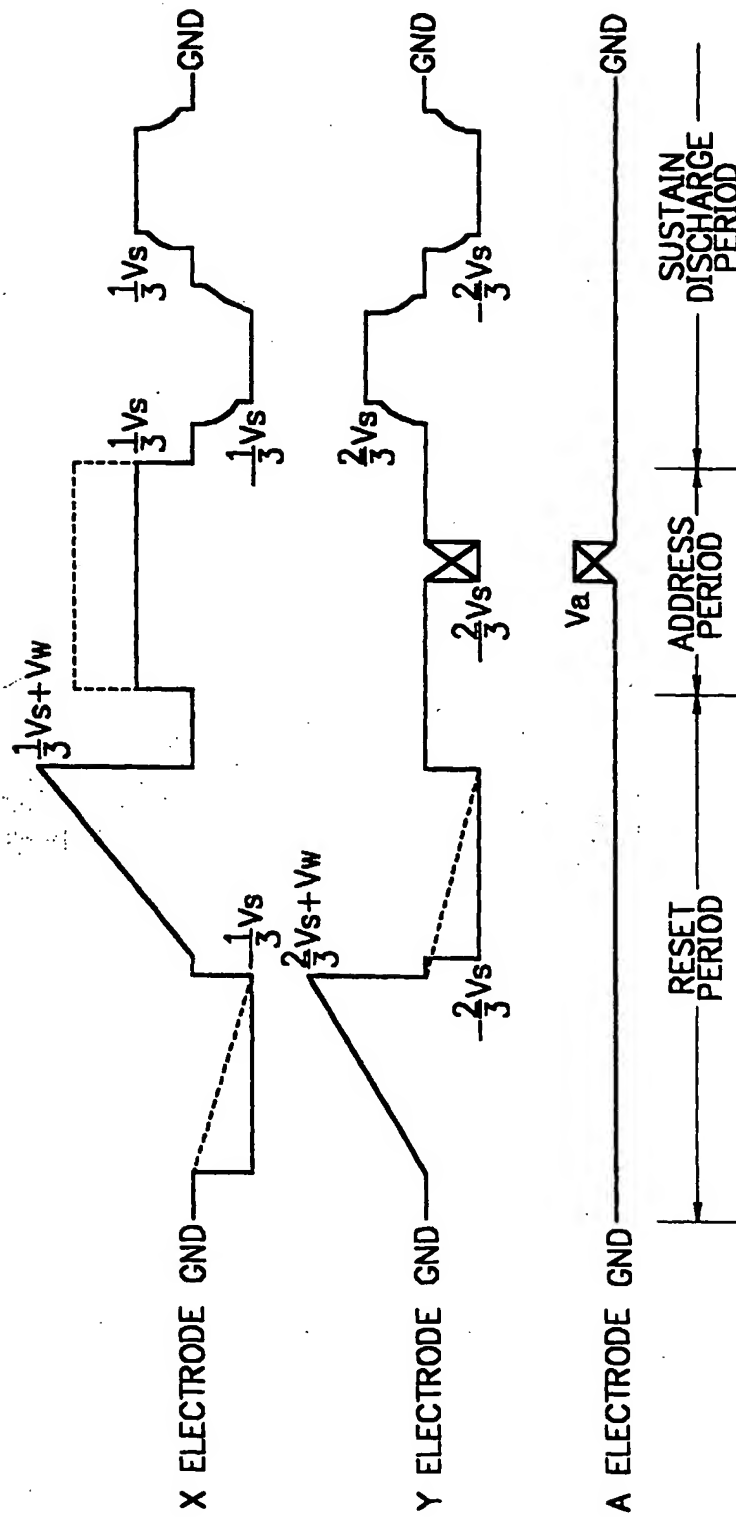 X ELECTRODE GND
-1/3Vs
1/3Vs+Vw
1/3Vs
-1/3Vs
1/3Vs
GND
Y ELECTRODE GND
2/3Vs+Vw
-2/3Vs
-2/3Vs
2/3Vs
-2/3Vs
GND
A ELECTRODE GND
Va
GND
RESET
PERIOD
ADDRESS
PERIOD
SUSTAIN
DISCHARGE
PERIOD